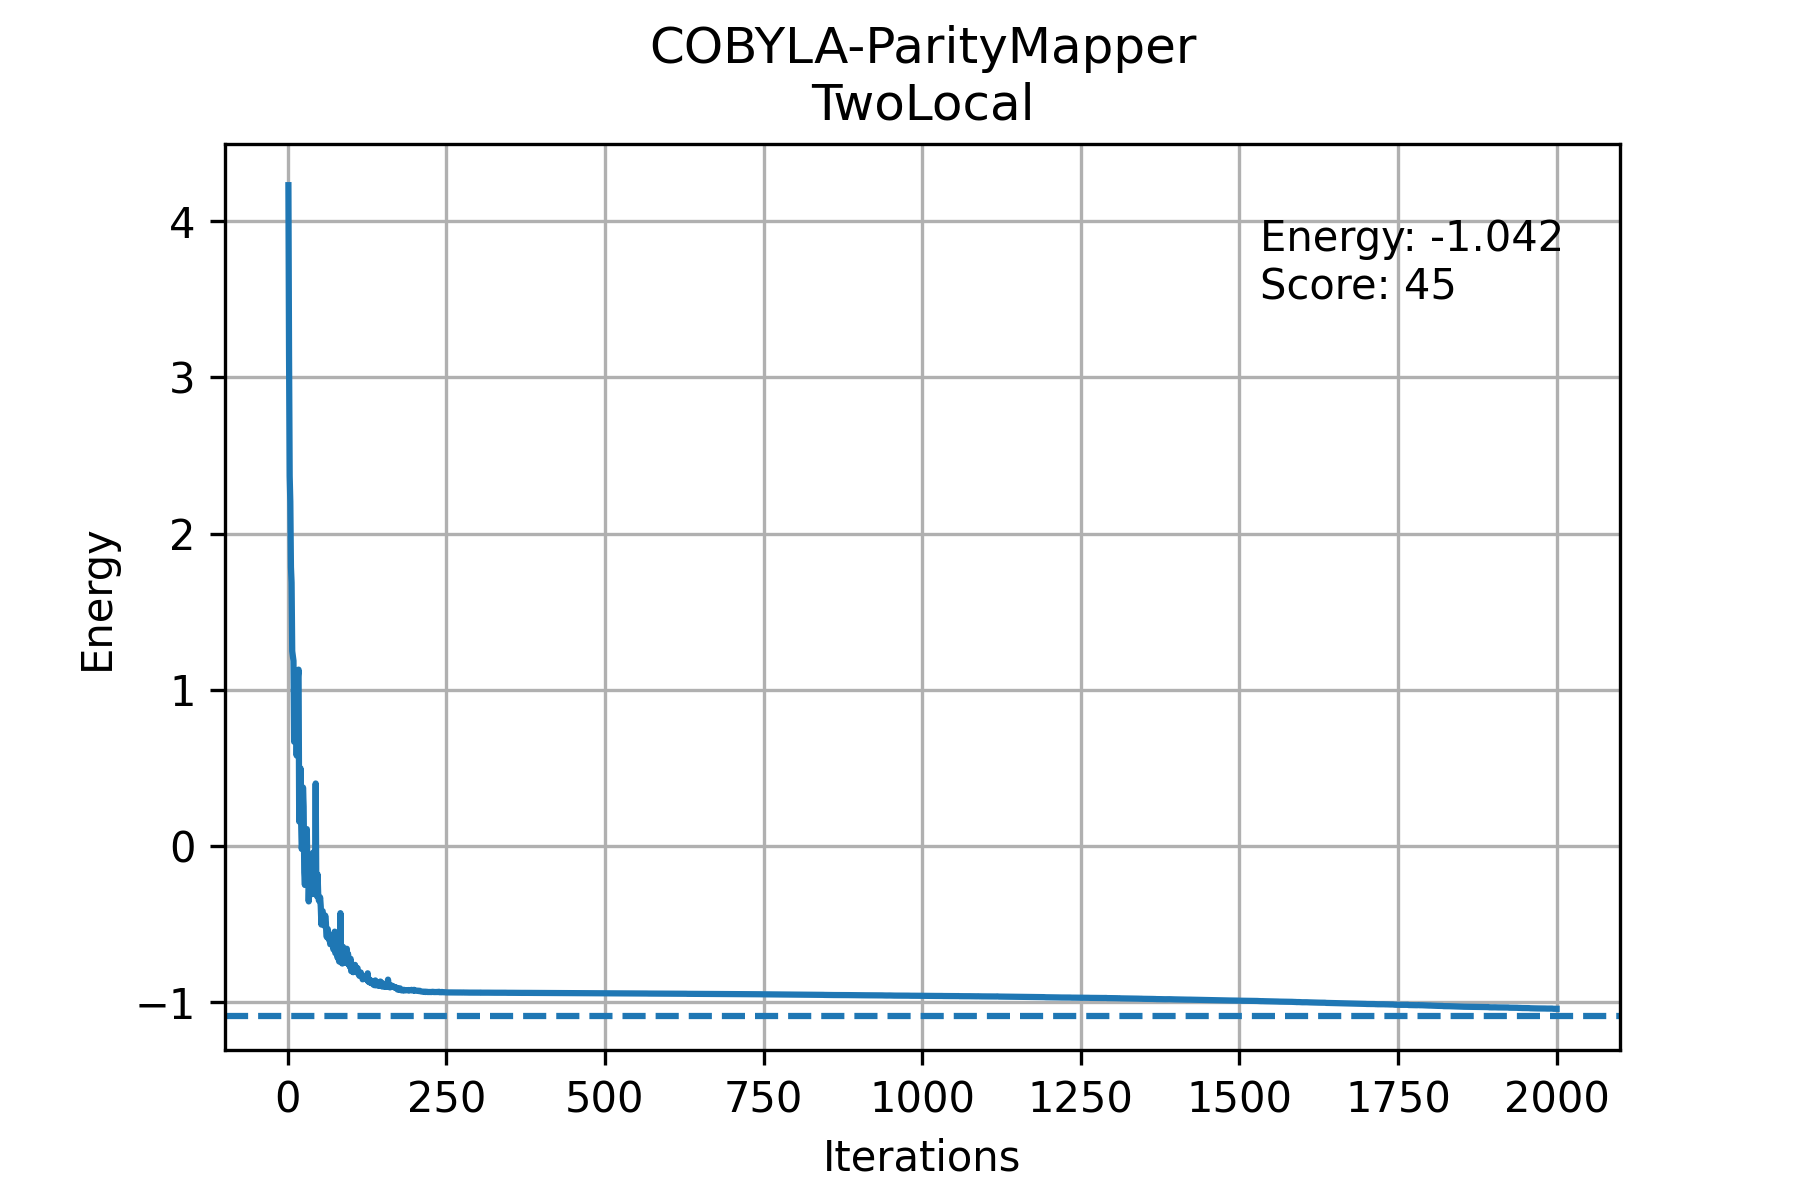 COBYLA-ParityMapper
TwoLocal
Energy: -1.042
Score: 45
4
3
2
1
0
−1
Energy
0 250 500 750 1000 1250 1500 1750 2000
Iterations